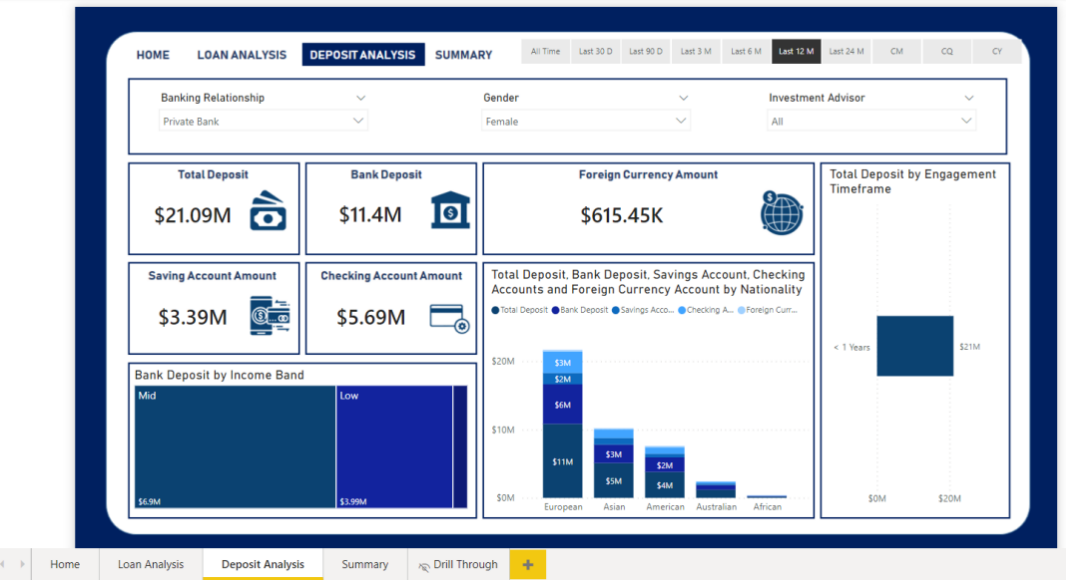 HOME LOAN ANALYSIS DEPOSIT ANALYSIS SUMMARY
All Time Last 30 D Last 90 D Last 3 M Last 6 M Last 12 M Last 24 M CM CQ CY
Banking Relationship Gender Investment Advisor
Private Bank Female All
Total Deposit
$21.09M
Bank Deposit
$11.4M
Foreign Currency Amount
$615.45K
Saving Account Amount
$3.39M
Checking Account Amount
$5.69M
Bank Deposit by Income Band
Mid Low
$6.9M $3.99M
Total Deposit, Bank Deposit, Savings Account, Checking
Accounts and Foreign Currency Account by Nationality
Total Deposit Bank Deposit Savings Acco... Checking A... Foreign Curr...
$20M
$10M
$0M
$3M
$2M
$6M
$11M
$3M
$5M
$2M
$4M
European Asian American Australian African
Total Deposit by Engagement
Timeframe
< 1 Years $21M
$0M $20M
Home Loan Analysis Deposit Analysis Summary Drill Through +